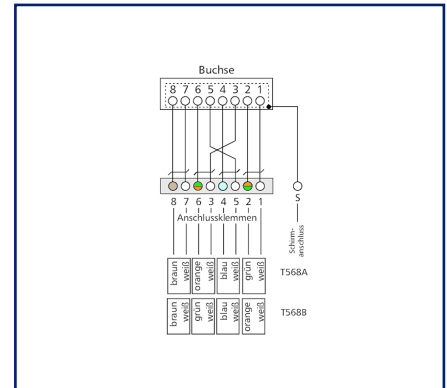 Buchse
8 7 6 5 4 3 2 1
8 7 6 3 4 5 2 1
S
Anschlussklemmen
Schirm-
anschluss
braun weiß orange weiß blau weiß grün weiß
T568A
braun weiß grün weiß blau weiß orange weiß
T568B